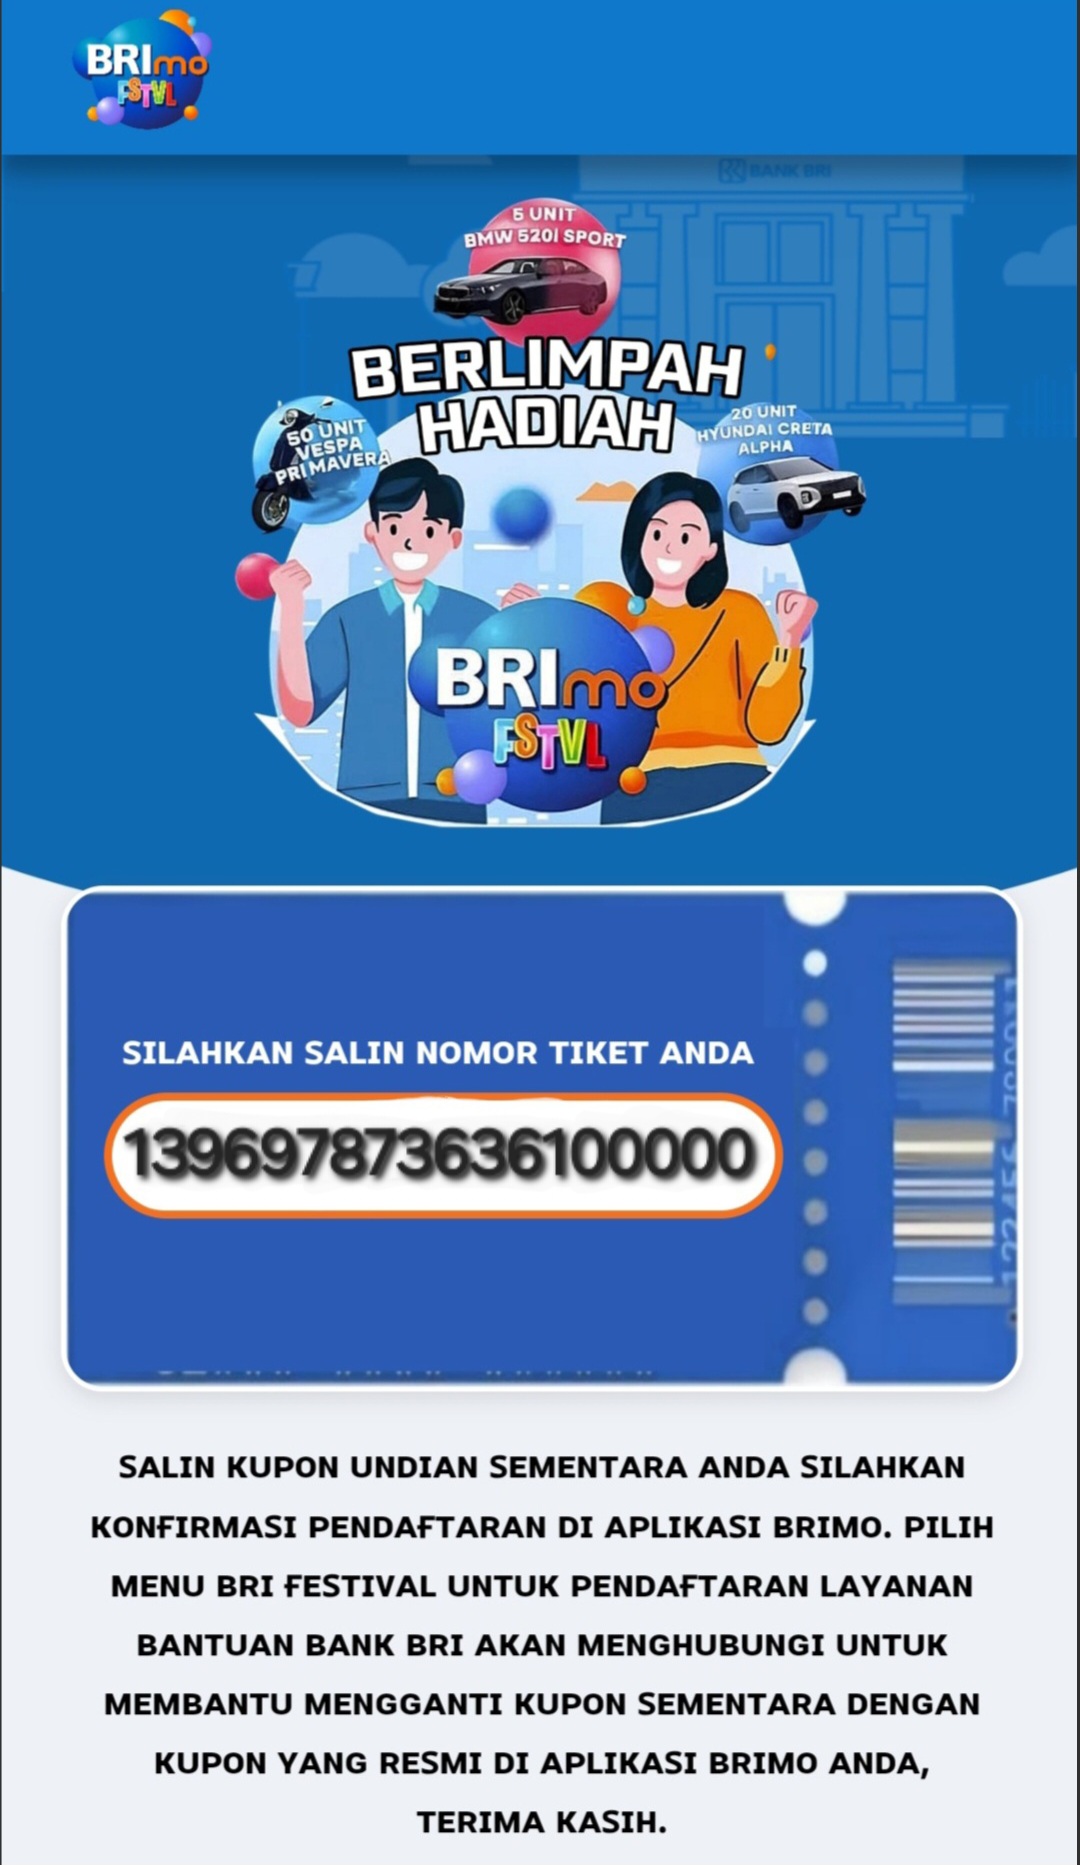 BRImo
FSTVL
BANK BRI
5 UNIT
BMW 520I SPORT
BERLIMPAH
HADIAH
50 UNIT
VESPA
PRIMAVERA
20 UNIT
HYUNDAI CRETA
ALPHA
BRImo
FSTVL
SILAHKAN SALIN NOMOR TIKET ANDA
139697873636100000
SALIN KUPON UNDIAN SEMENTARA ANDA SILAHKAN
KONFIRMASI PENDAFTARAN DI APLIKASI BRIMO. PILIH
MENU BRI FESTIVAL UNTUK PENDAFTARAN LAYANAN
BANTUAN BANK BRI AKAN MENGHUBUNGI UNTUK
MEMBANTU MENGGANTI KUPON SEMENTARA DENGAN
KUPON YANG RESMI DI APLIKASI BRIMO ANDA,
TERIMA KASIH.